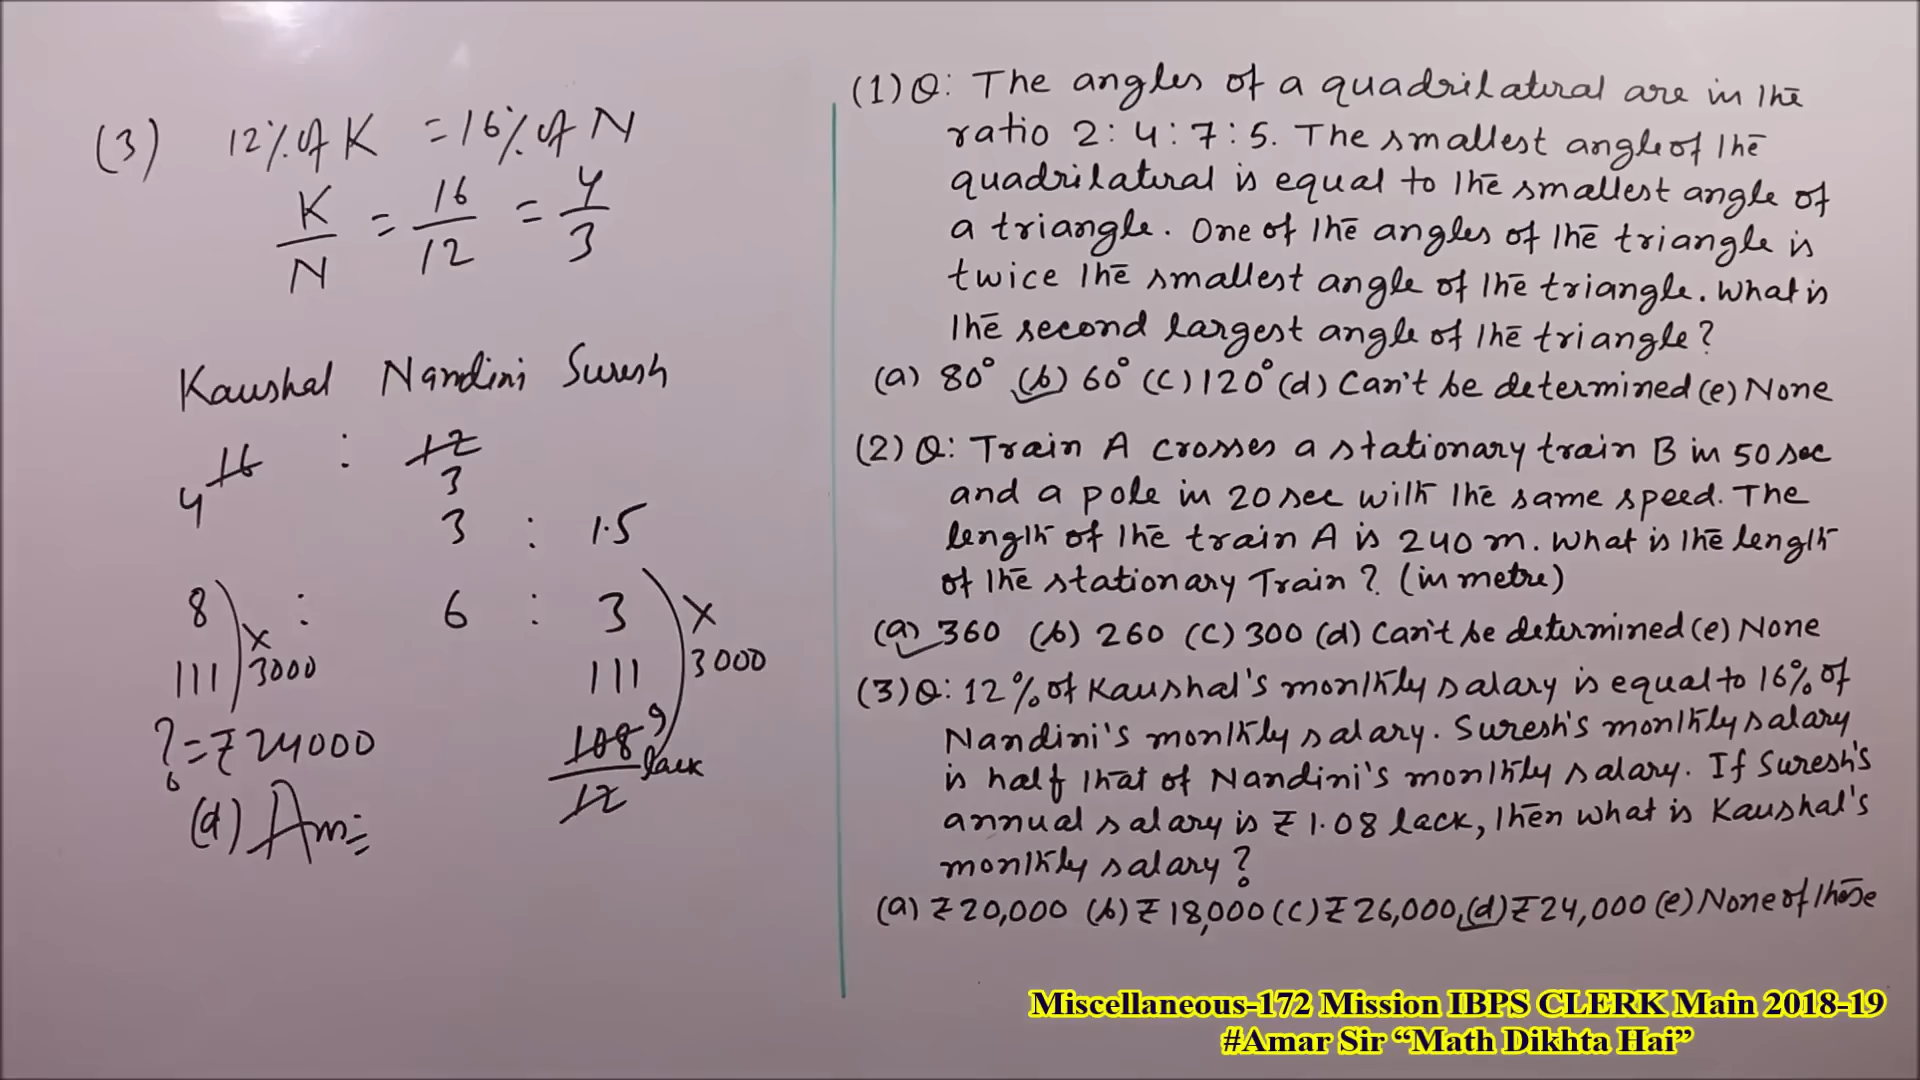 (3) 12% of K = 16% of N
K/N = 16/12 = 4/3
Kaushal Nandini Suresh
16 : 12
4 3
3 : 1.5
8 : 6 : 3
111 x 3000 111 x 3000
? = ₹ 24000
108 9 lack
12
(d) Ans
(1) Q: The angles of a quadrilateral are in the
ratio 2:4:7:5. The smallest angle of the
quadrilateral is equal to the smallest angle of
a triangle. One of the angles of the triangle is
twice the smallest angle of the triangle. What is
the second largest angle of the triangle?
(a) 80° (b) 60° (c) 120° (d) Can't be determined (e) None
(2) Q: Train A crosses a stationary train B in 50 sec
and a pole in 20 sec with the same speed. The
length of the train A is 240 m. What is the length
of the stationary Train? (in metre)
(a) 360 (b) 260 (c) 300 (d) Can't be determined (e) None
(3) Q: 12% of Kaushal's monthly salary is equal to 16% of
Nandini's monthly salary. Suresh's monthly salary
is half that of Nandini's monthly salary. If Suresh's
annual salary is ₹ 1.08 lack, then what is Kaushal's
monthly salary?
(a) ₹ 20,000 (b) ₹ 18,000 (c) ₹ 26,000 (d) ₹ 24,000 (e) None of these
Miscellaneous-172 Mission IBPS CLERK Main 2018-19
#Amar Sir “Math Dikhta Hai”